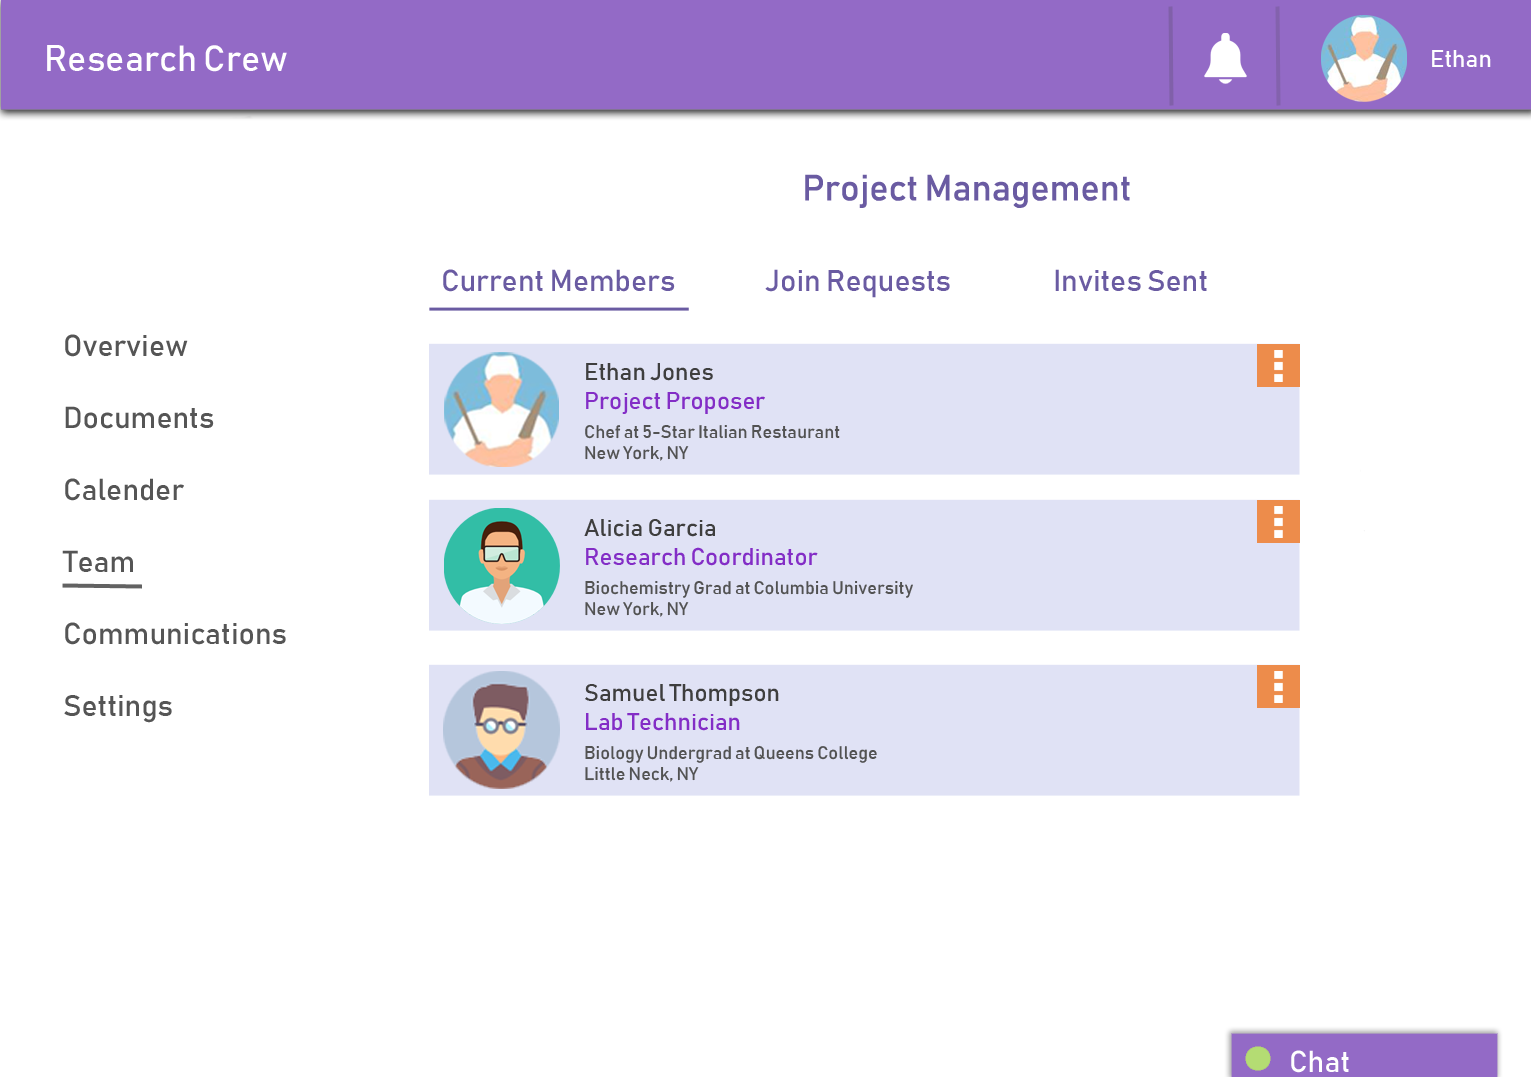 Research Crew
Ethan
Project Management
Current Members
Join Requests
Invites Sent
Overview
Documents
Calender
Team
Communications
Settings
Ethan Jones
Project Proposer
Chef at 5-Star Italian Restaurant
New York, NY
Alicia Garcia
Research Coordinator
Biochemistry Grad at Columbia University
New York, NY
Samuel Thompson
Lab Technician
Biology Undergrad at Queens College
Little Neck, NY
Chat